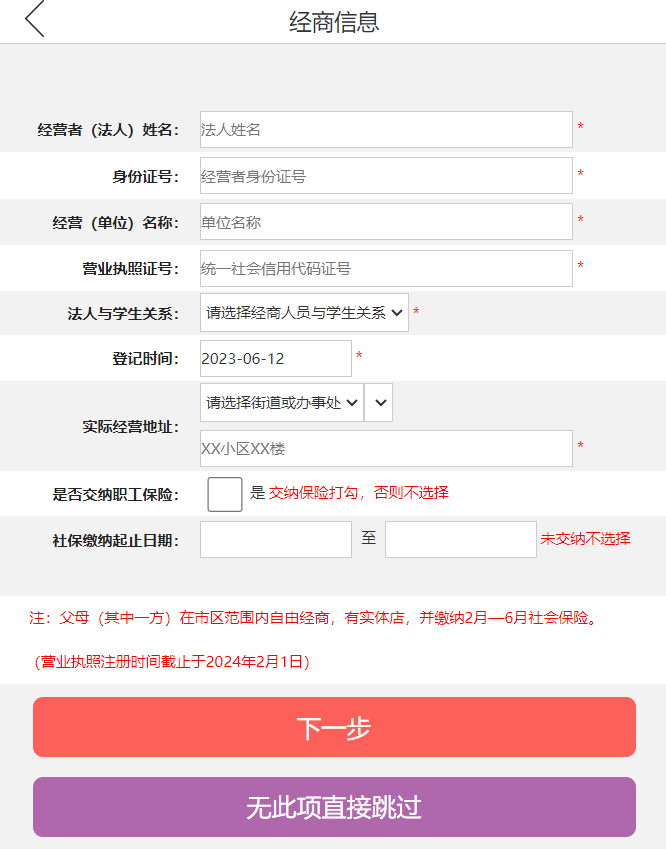 经商信息
经营者（法人）姓名： 法人姓名 *
身份证号： 经营者身份证号 *
经营（单位）名称： 单位名称 *
营业执照证号： 统一社会信用代码证号 *
法人与学生关系： 请选择经商人员与学生关系 *
登记时间： 2023-06-12 *
请选择街道或办事处
实际经营地址：
XX小区XX楼 *
是否交纳职工保险： 是 交纳保险打勾，否则不选择
社保缴纳起止日期： 至 未交纳不选择
注：父母（其中一方）在市区范围内自由经商，有实体店，并缴纳2月—6月社会保险。
（营业执照注册时间截止于2024年2月1日）
下一步
无此项直接跳过